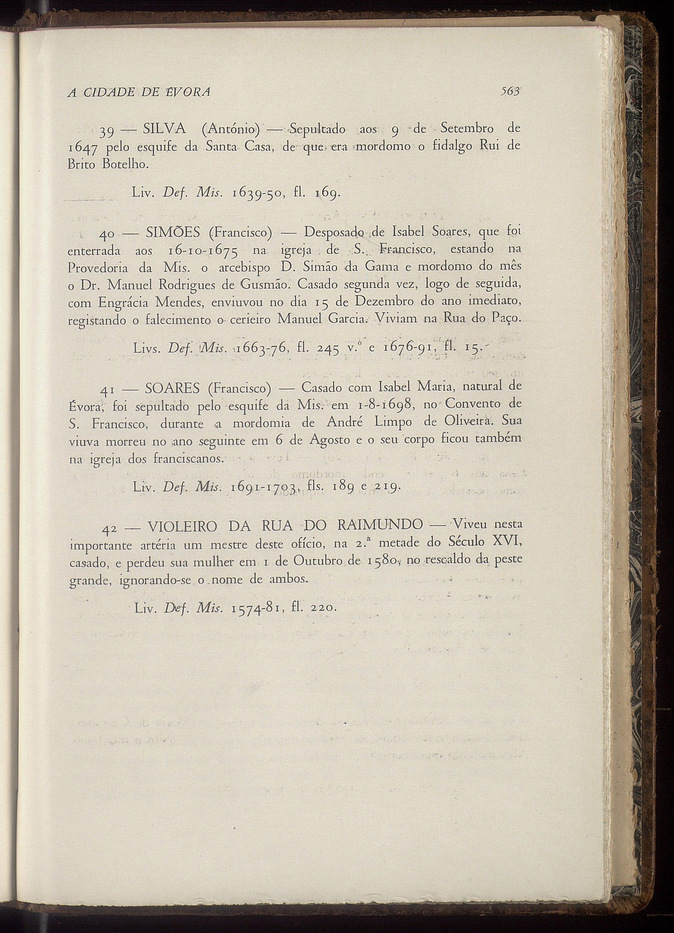 A CIDADE DE ÉVORA 563
39 — SILVA (António) — Sepultado aos 9 de Setembro de
1647 pelo esquife da Santa Casa, de que era mordomo o fidalgo Rui de
Brito Botelho.
Liv. Def. Mis. 1639-50, fl. 169.
40 — SIMÕES (Francisco) — Desposado de Isabel Soares, que foi
enterrada aos 16-10-1675 na igreja de S. Francisco, estando na
Provedoria da Mis. o arcebispo D. Simão da Gama e mordomo do mês
o Dr. Manuel Rodrigues de Gusmão. Casado segunda vez, logo de seguida,
com Engrácia Mendes, enviuvou no dia 15 de Dezembro do ano imediato,
registando o falecimento o cerieiro Manuel Garcia. Viviam na Rua do Paço.
Livs. Def. Mis. 1663-76, fl. 245 v.º e 1676-91, fl. 15.
41 — SOARES (Francisco) — Casado com Isabel Maria, natural de
Évora, foi sepultado pelo esquife da Mis. em 1-8-1698, no Convento de
S. Francisco, durante a mordomia de André Limpo de Oliveira. Sua
viuva morreu no ano seguinte em 6 de Agosto e o seu corpo ficou também
na igreja dos franciscanos.
Liv. Def. Mis. 1691-1703, fls. 189 e 219.
42 — VIOLEIRO DA RUA DO RAIMUNDO — Viveu nesta
importante artéria um mestre deste ofício, na 2.ª metade do Século XVI,
casado, e perdeu sua mulher em 1 de Outubro de 1580, no rescaldo da peste
grande, ignorando-se o nome de ambos.
Liv. Def. Mis. 1574-81, fl. 220.